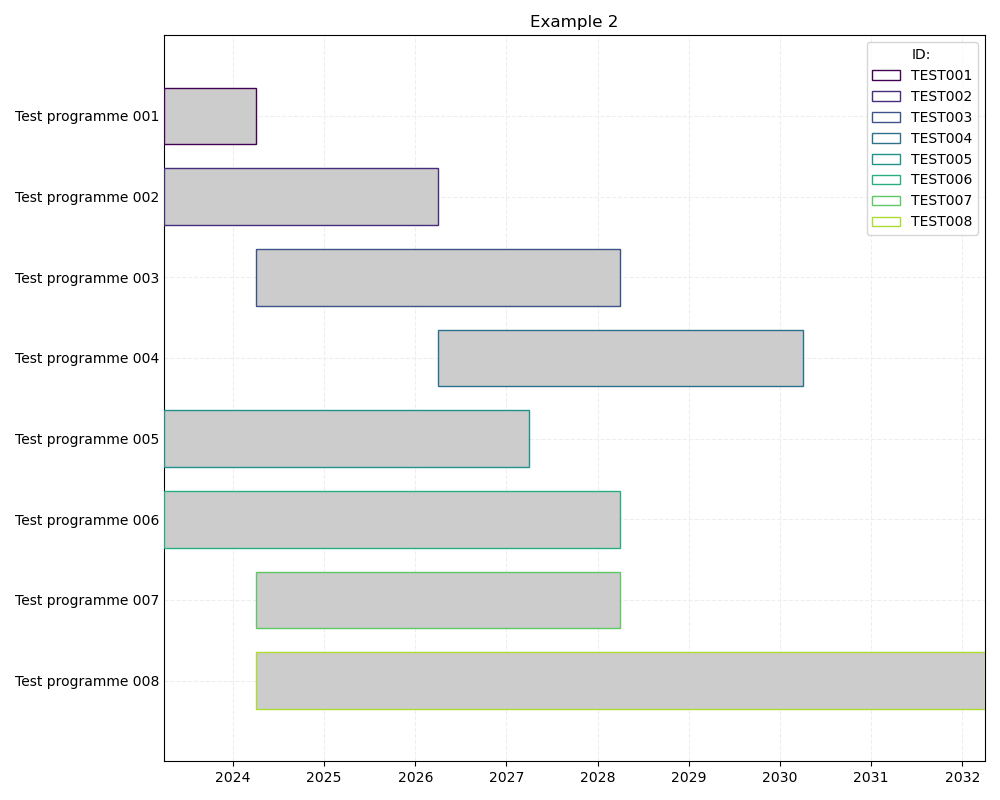 Example 2
ID:
TEST001
TEST002
TEST003
TEST004
TEST005
TEST006
TEST007
TEST008
Test programme 001
Test programme 002
Test programme 003
Test programme 004
Test programme 005
Test programme 006
Test programme 007
Test programme 008
2024 2025 2026 2027 2028 2029 2030 2031 2032